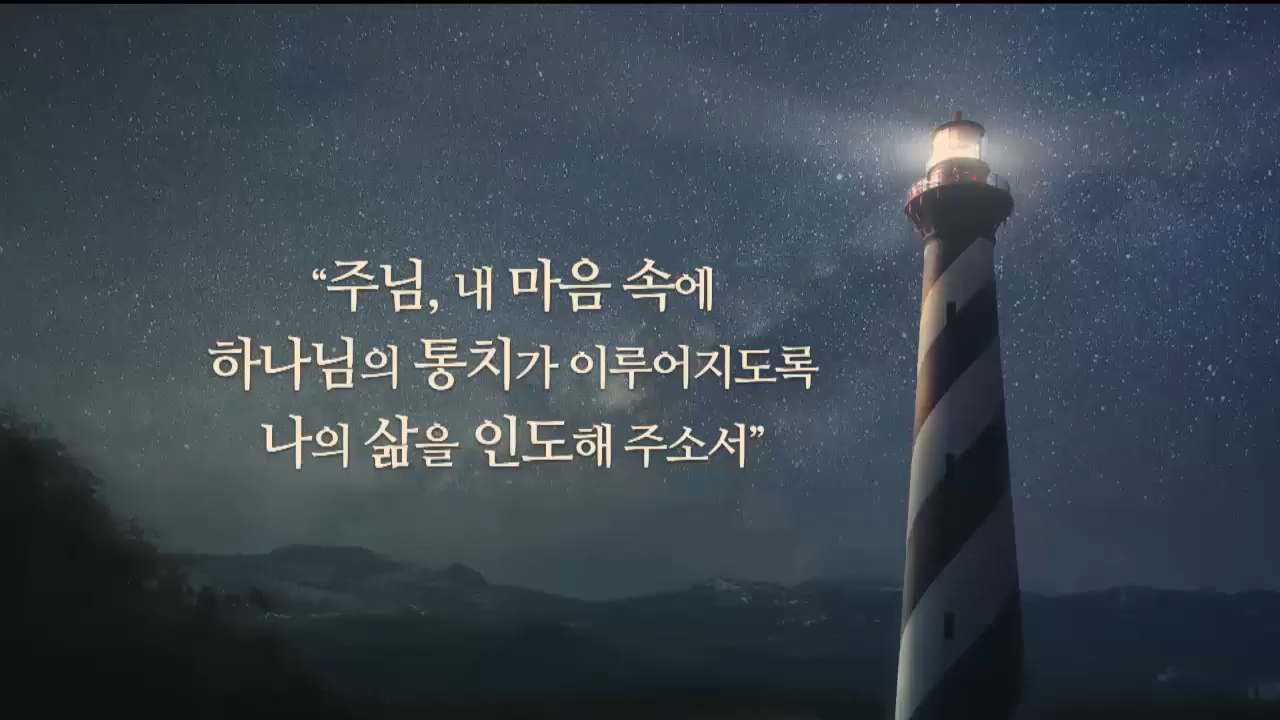 “주님, 내 마음 속에
하나님의 통치가 이루어지도록
나의 삶을 인도해 주소서”